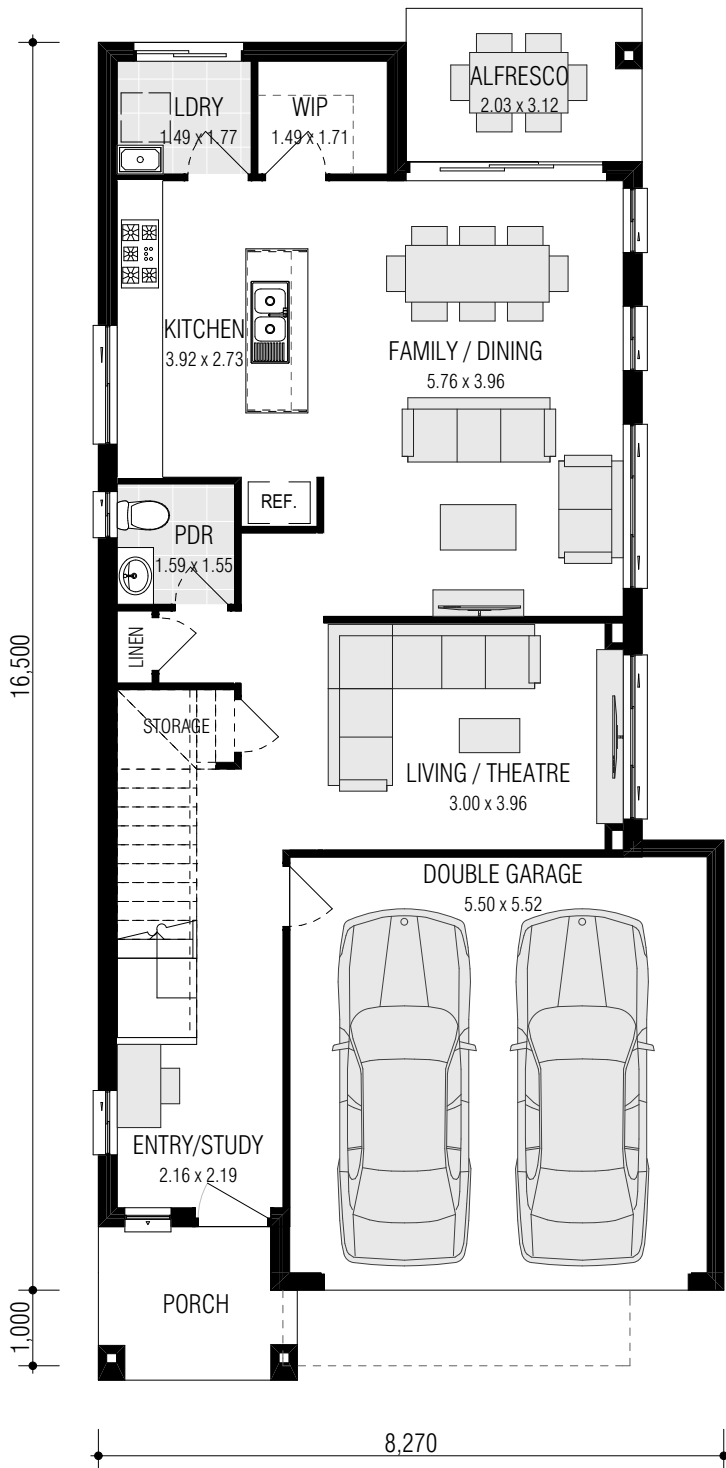 ALFRESCO
2.03 x 3.12
LDRY
1.49 x 1.77
WIP
1.49 x 1.71
KITCHEN
3.92 x 2.73
FAMILY / DINING
5.76 x 3.96
REF.
PDR
1.59 x 1.55
LINEN
16,500
STORAGE
LIVING / THEATRE
3.00 x 3.96
DOUBLE GARAGE
5.50 x 5.52
ENTRY/STUDY
2.16 x 2.19
PORCH
1,000
8,270